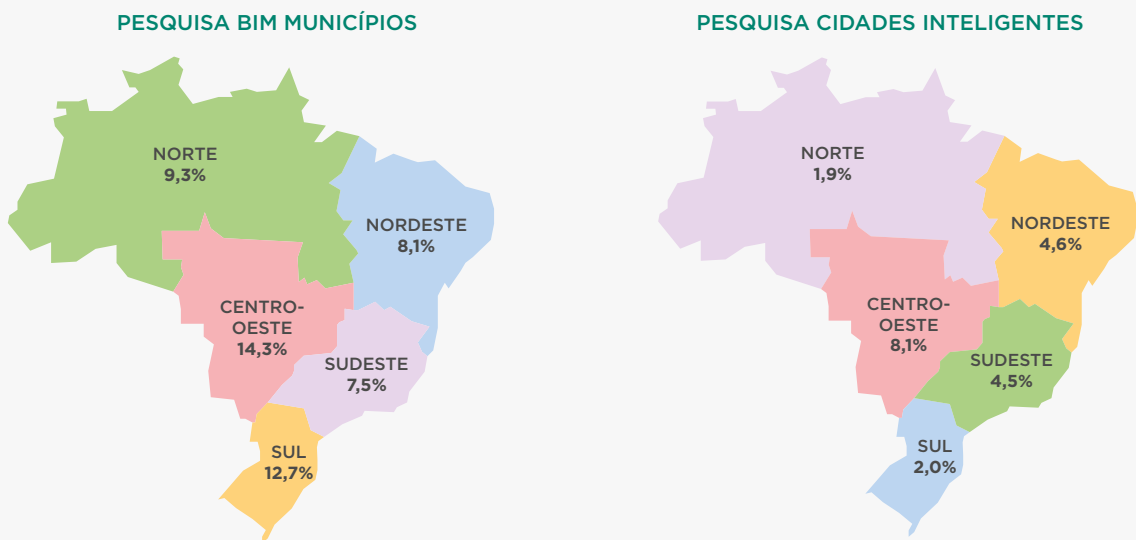 PESQUISA BIM MUNICÍPIOS
NORTE
9,3%
NORDESTE
8,1%
CENTRO-
OESTE
14,3%
SUDESTE
7,5%
SUL
12,7%
PESQUISA CIDADES INTELIGENTES
NORTE
1,9%
NORDESTE
4,6%
CENTRO-
OESTE
8,1%
SUDESTE
4,5%
SUL
2,0%